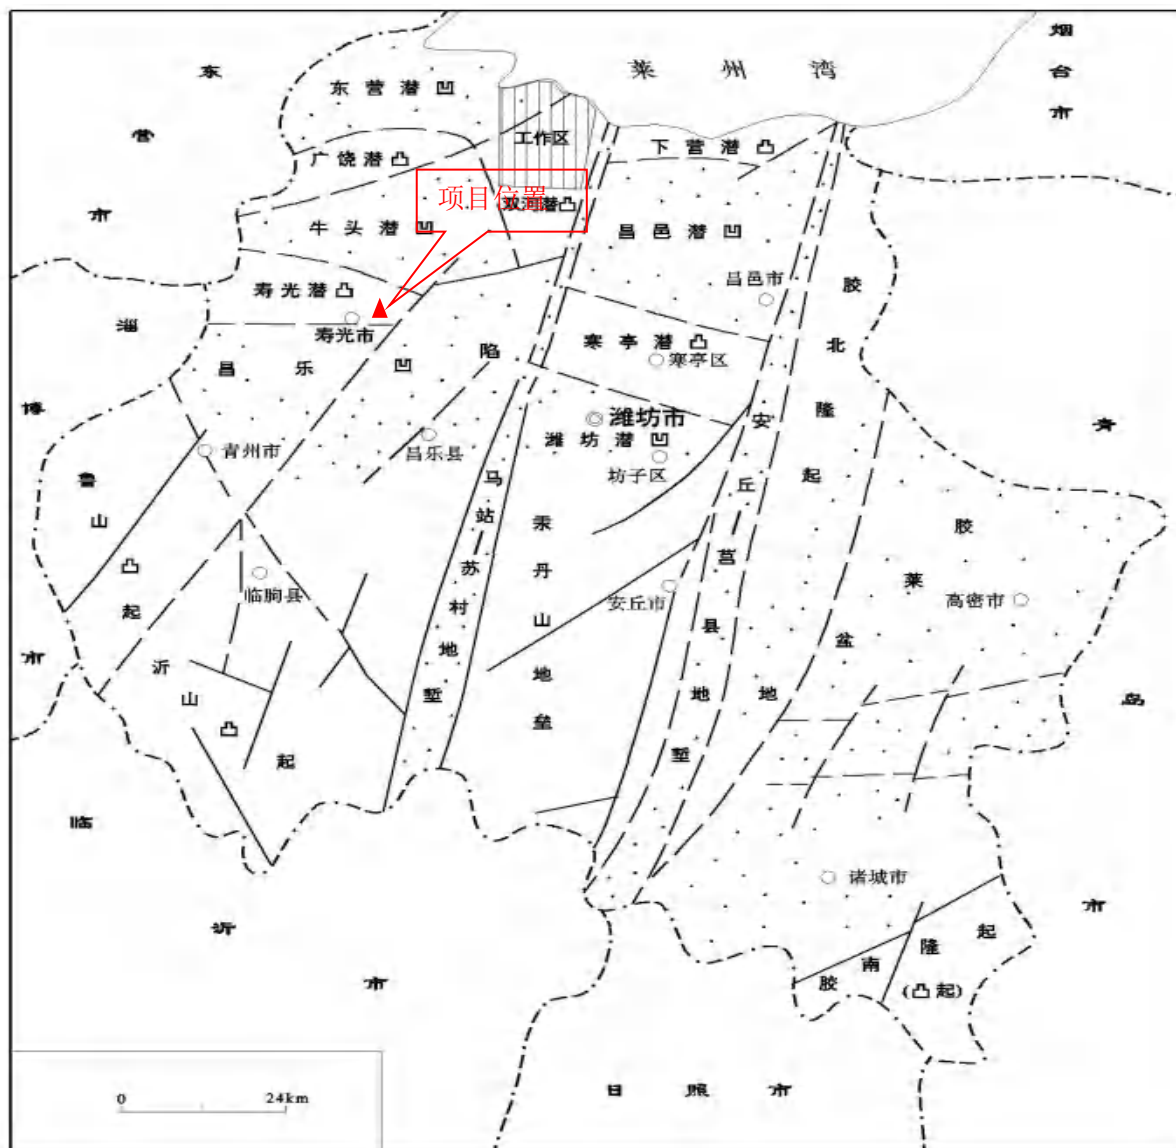 烟台市
莱州湾
东营市
东营潜凹
工作区
下营潜凸
广饶潜凸
项目位置
双河潜凸
牛头潜凹
昌邑潜凹
昌邑市
寿光潜凸
寿光市
淄博市
昌乐凹陷
寒亭潜凸
寒亭区
胶北隆起
潍坊市
潍坊潜凹
坊子区
青州市
昌乐县
青岛市
鲁山凸起
马站苏村地堑
汞丹山地垒
安丘莒县地堑
胶莱盆地
临朐县
安丘市
高密市
沂山凸起
临沂市
诸城市
胶南隆起
(凸起)
日照市
0 24km